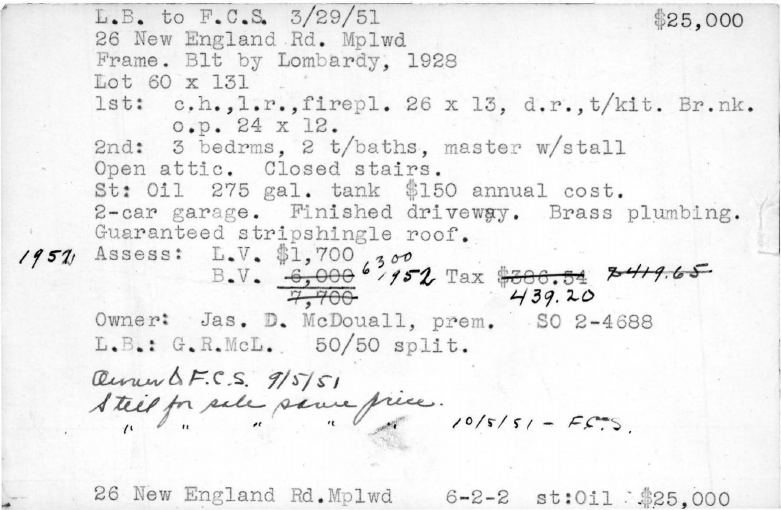 L.B. to F.C.S. 3/29/51 $25,000
26 New England Rd. Mplwd
Frame. Blt by Lombardy, 1928
Lot 60 x 131
1st: c.h.,l.r.,firepl. 26 x 13, d.r.,t/kit. Br.nk.
o.p. 24 x 12.
2nd: 3 bedrms, 2 t/baths, master w/stall
Open attic. Closed stairs.
St: Oil 275 gal. tank $150 annual cost.
2-car garage. Finished driveway. Brass plumbing.
Guaranteed stripshingle roof.
1952 Assess: L.V. $1,700 6,300
B.V. 6,000 1952 Tax $386.54 $419.65
7,700 439.20
Owner: Jas. D. McDouall, prem. SO 2-4688
L.B.: G.R.McL. 50/50 split.
Owner to F.C.S. 9/5/51
Still for sale same price.
" " " " " 10/5/51 - F.C.S.
26 New England Rd.Mplwd 6-2-2 st:Oil $25,000